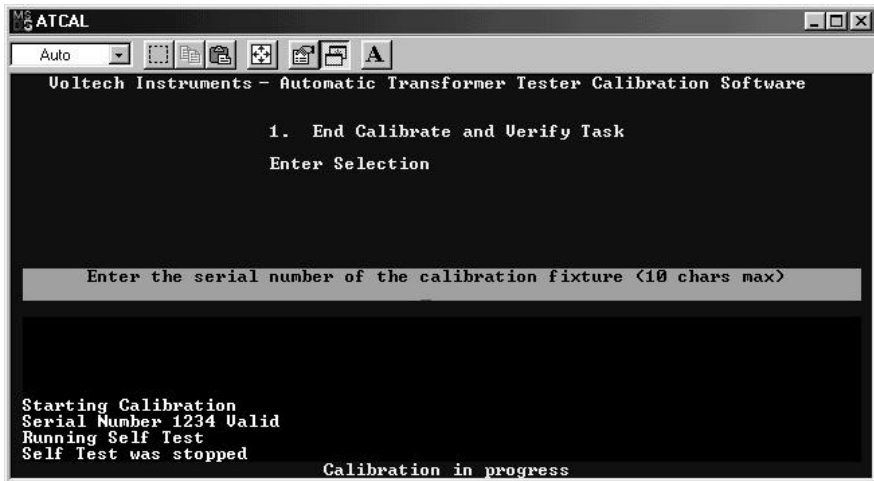 ATCAL
Auto
A
Voltech Instruments - Automatic Transformer Tester Calibration Software
1. End Calibrate and Verify Task
Enter Selection
Enter the serial number of the calibration fixture (10 chars max)
Starting Calibration
Serial Number 1234 Valid
Running Self Test
Self Test was stopped
Calibration in progress